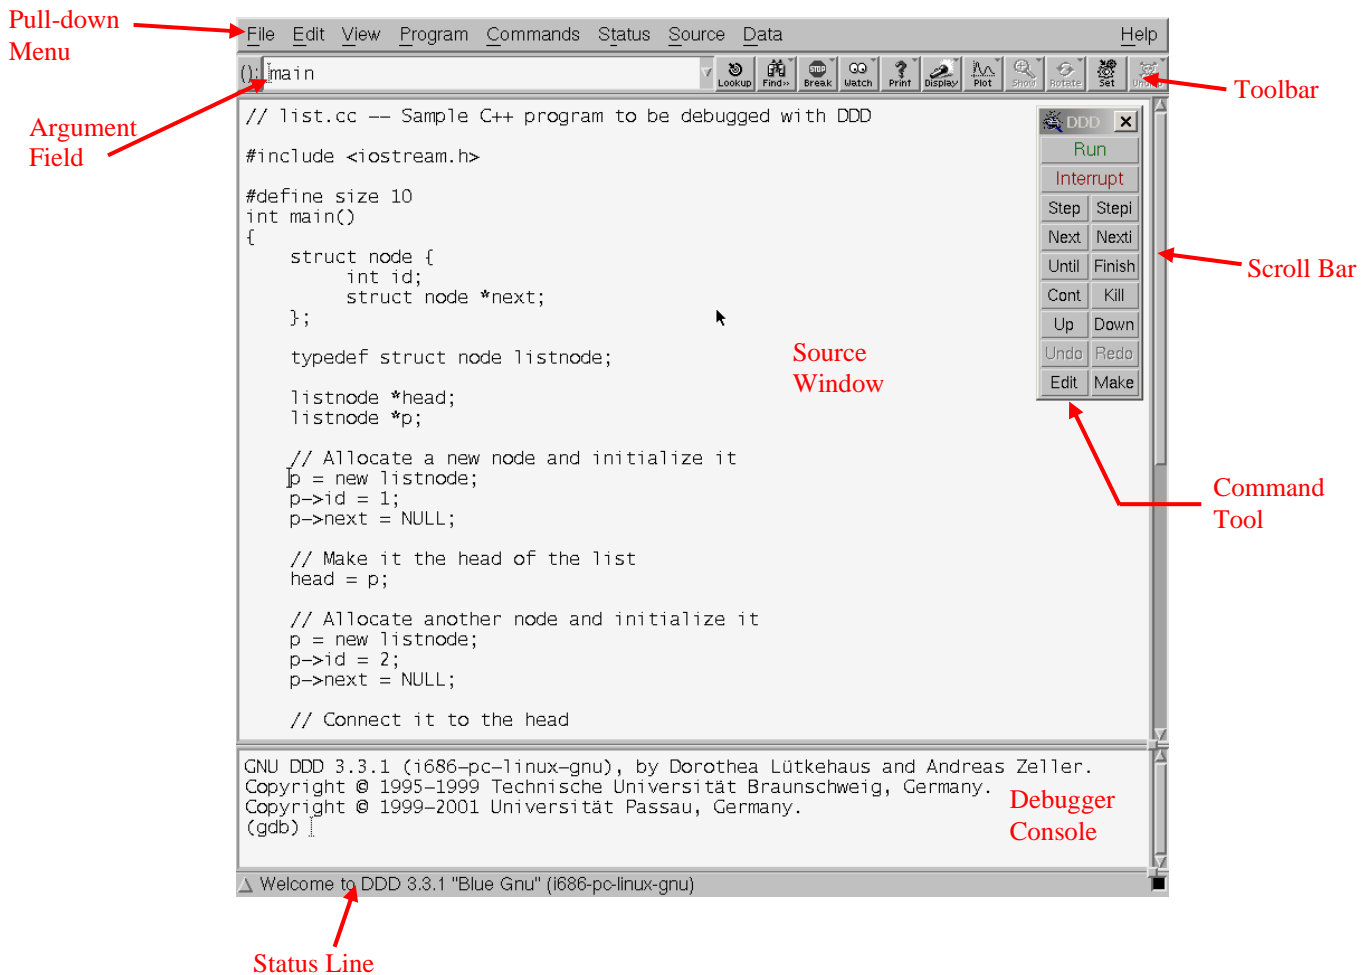 Pull-down
Menu
File Edit View Program Commands Status Source Data Help
(): main
Lookup Find>> Break Watch Print Display Plot Show Rotate Set
Toolbar
Argument
Field
// list.cc -- Sample C++ program to be debugged with DDD
#include <iostream.h>
#define size 10
int main()
{
    struct node {
         int id;
         struct node *next;
    };
    typedef struct node listnode;
    listnode *head;
    listnode *p;
    // Allocate a new node and initialize it
    p = new listnode;
    p->id = 1;
    p->next = NULL;
    // Make it the head of the list
    head = p;
    // Allocate another node and initialize it
    p = new listnode;
    p->id = 2;
    p->next = NULL;
    // Connect it to the head
Source
Window
DDD
Run
Interrupt
Step Stepi
Next Nexti
Until Finish
Cont Kill
Up Down
Undo Redo
Edit Make
Scroll Bar
Command
Tool
GNU DDD 3.3.1 (i686-pc-linux-gnu), by Dorothea Lütkehaus and Andreas Zeller.
Copyright © 1995-1999 Technische Universität Braunschweig, Germany.
Copyright © 1999-2001 Universität Passau, Germany.
(gdb)
Debugger
Console
Welcome to DDD 3.3.1 "Blue Gnu" (i686-pc-linux-gnu)
Status Line